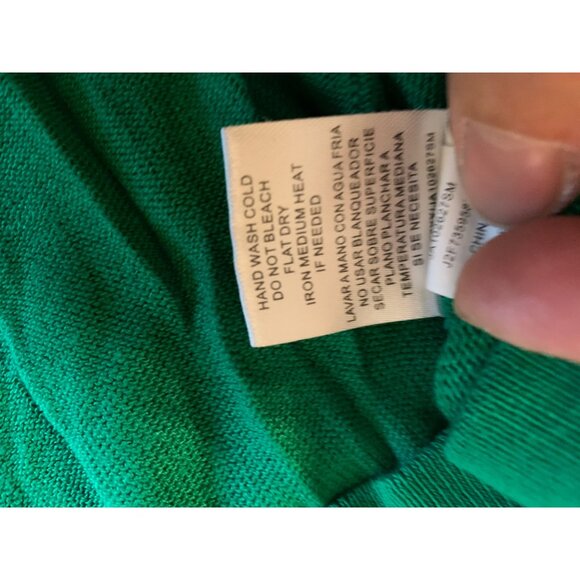 HAND WASH COLD
DO NOT BLEACH
FLAT DRY
IRON MEDIUM HEAT
IF NEEDED
LAVAR A MANO CON AGUA FRIA
NO USAR BLANQUEADOR
SECAR SOBRE SUPERFICIE
PLANO PLANCHAR A
TEMPERATURA MEDIANA
SI SE NECESITA